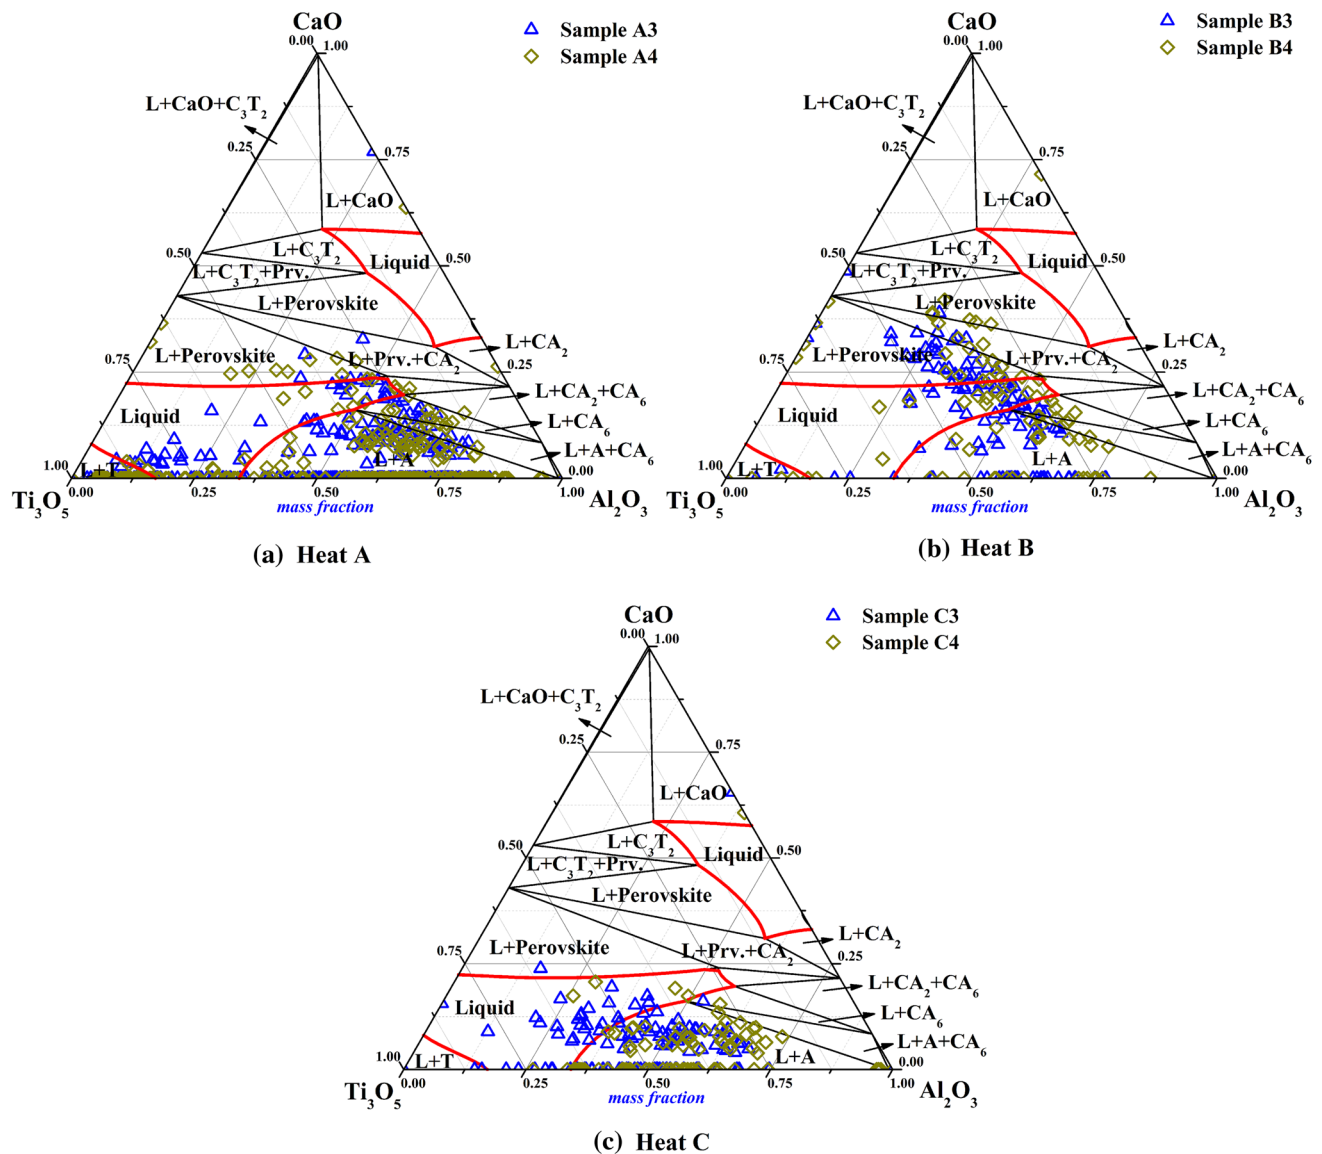 CaO
0.00 1.00
Sample A3
Sample A4
L+CaO+C3T2
0.25
0.75
L+CaO
L+C3T2
0.50
Liquid
0.50
L+C3T2+Prv.
L+Perovskite
L+CA2
L+Perovskite
L+Prv.+CA2
0.75
0.25
L+CA2+CA6
Liquid
L+CA6
L+A
L+A+CA6
1.00
L+T
0.00
0.00 0.25 0.50 0.75 1.00
Ti3O5
mass fraction
Al2O3
(a) Heat A
CaO
0.00 1.00
Sample B3
Sample B4
L+CaO+C3T2
0.25
0.75
L+CaO
L+C3T2
0.50
Liquid
0.50
L+C3T2+Prv.
L+Perovskite
L+CA2
L+Perovskite
L+Prv.+CA2
0.75
0.25
L+CA2+CA6
Liquid
L+CA6
L+A
L+A+CA6
1.00
L+T
0.00
0.00 0.25 0.50 0.75 1.00
Ti3O5
mass fraction
Al2O3
(b) Heat B
CaO
0.00 1.00
Sample C3
Sample C4
L+CaO+C3T2
0.25
0.75
L+CaO
L+C3T2
0.50
Liquid
0.50
L+C3T2+Prv.
L+Perovskite
L+CA2
L+Perovskite
L+Prv.+CA2
0.75
0.25
L+CA2+CA6
Liquid
L+CA6
L+A+CA6
1.00
L+T
L+A
0.00
0.00 0.25 0.50 0.75 1.00
Ti3O5
mass fraction
Al2O3
(c) Heat C